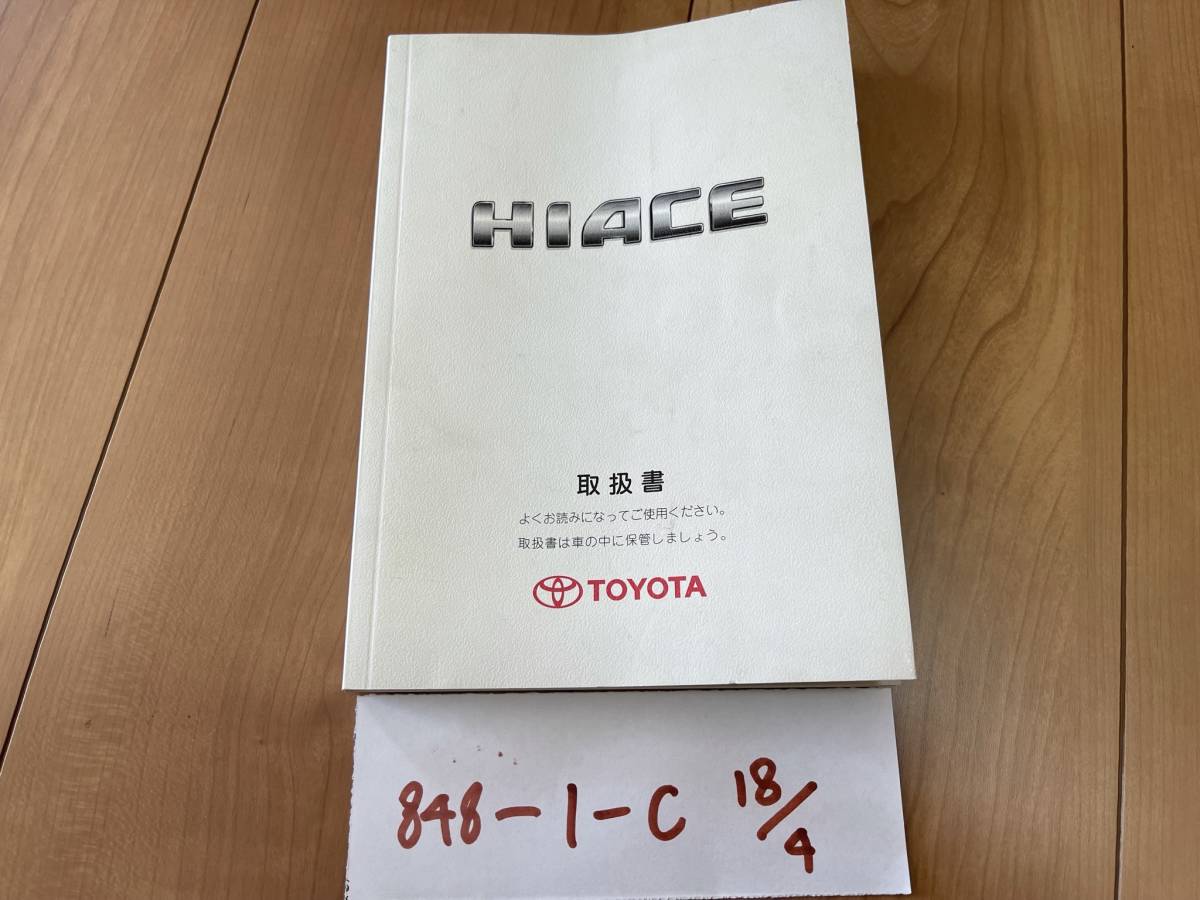 HIACE
取扱書
よくお読みになってご使用ください。
取扱書は車の中に保管しましょう。
TOYOTA
848-1-C 18/4